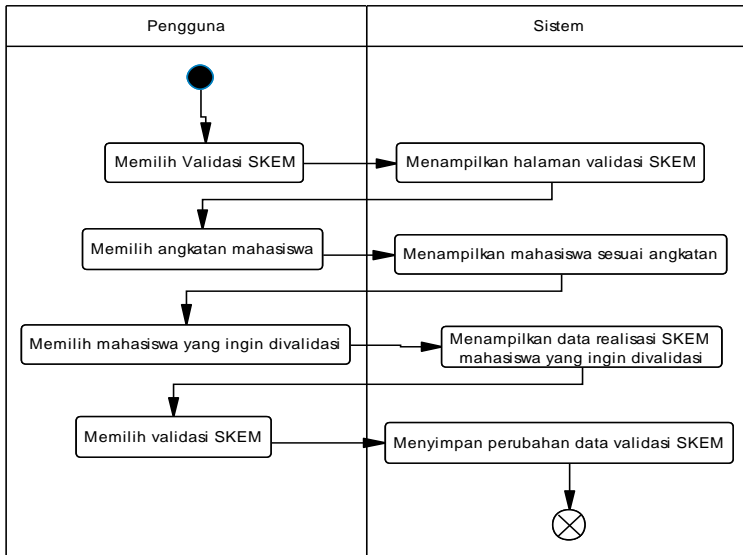 Pengguna
Sistem
Memilih Validasi SKEM
Menampilkan halaman validasi SKEM
Memilih angkatan mahasiswa
Menampilkan mahasiswa sesuai angkatan
Memilih mahasiswa yang ingin divalidasi
Menampilkan data realisasi SKEM
mahasiswa yang ingin divalidasi
Memilih validasi SKEM
Menyimpan perubahan data validasi SKEM